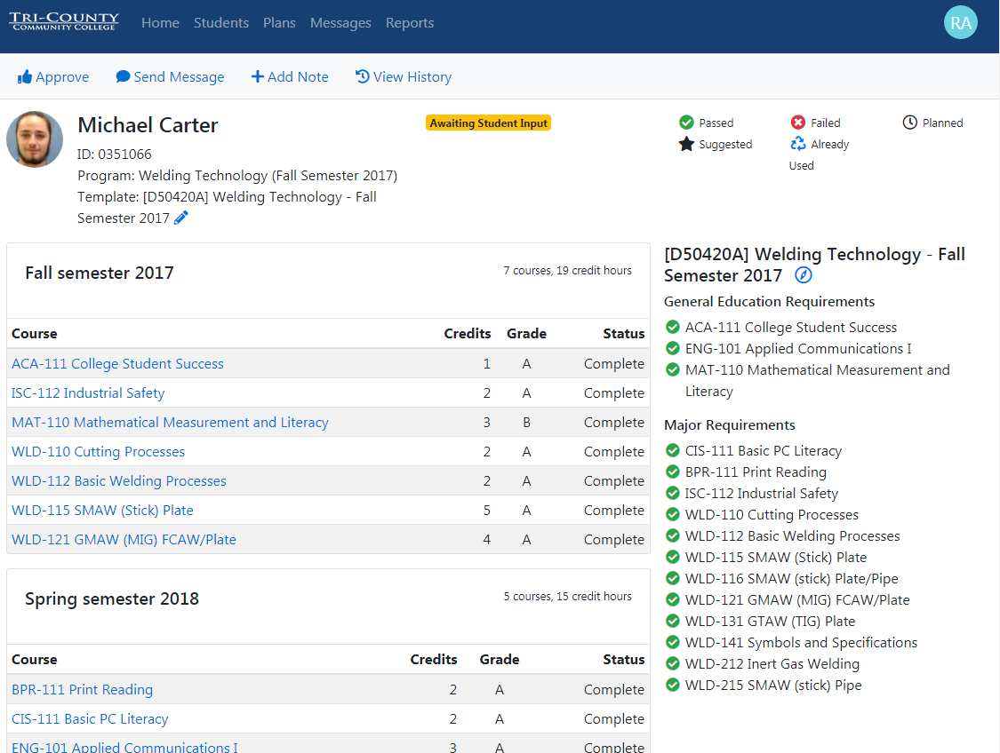 TRI-COUNTY
COMMUNITY COLLEGE
Home Students Plans Messages Reports
RA
Approve Send Message Add Note View History
Michael Carter
ID: 0351066
Program: Welding Technology (Fall Semester 2017)
Template: [D50420A] Welding Technology - Fall
Semester 2017
Awaiting Student Input
Passed Failed Planned
Suggested Already
Used
Fall semester 2017 7 courses, 19 credit hours
Course Credits Grade Status
ACA-111 College Student Success 1 A Complete
ISC-112 Industrial Safety 2 A Complete
MAT-110 Mathematical Measurement and Literacy 3 B Complete
WLD-110 Cutting Processes 2 A Complete
WLD-112 Basic Welding Processes 2 A Complete
WLD-115 SMAW (Stick) Plate 5 A Complete
WLD-121 GMAW (MIG) FCAW/Plate 4 A Complete
Spring semester 2018 5 courses, 15 credit hours
Course Credits Grade Status
BPR-111 Print Reading 2 A Complete
CIS-111 Basic PC Literacy 2 A Complete
ENG-101 Applied Communications I 3 A Complete
[D50420A] Welding Technology - Fall
Semester 2017
General Education Requirements
ACA-111 College Student Success
ENG-101 Applied Communications I
MAT-110 Mathematical Measurement and
Literacy
Major Requirements
CIS-111 Basic PC Literacy
BPR-111 Print Reading
ISC-112 Industrial Safety
WLD-110 Cutting Processes
WLD-112 Basic Welding Processes
WLD-115 SMAW (Stick) Plate
WLD-116 SMAW (stick) Plate/Pipe
WLD-121 GMAW (MIG) FCAW/Plate
WLD-131 GTAW (TIG) Plate
WLD-141 Symbols and Specifications
WLD-212 Inert Gas Welding
WLD-215 SMAW (stick) Pipe